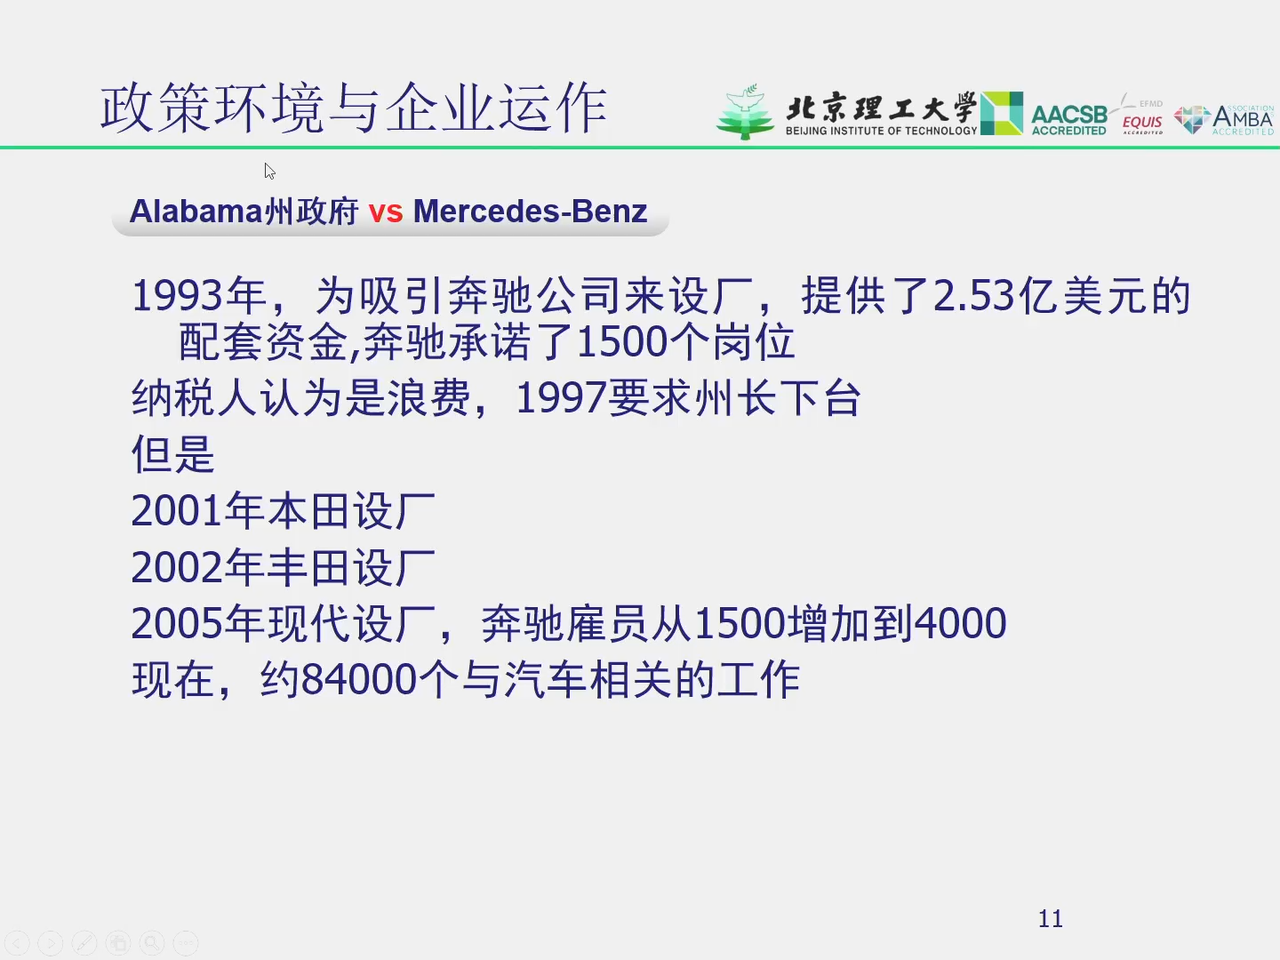 政策环境与企业运作
北京理工大学
BEIJING INSTITUTE OF TECHNOLOGY
AACSB
ACCREDITED
EFMD
EQUIS
ACCREDITED
ASSOCIATION
AMBA
ACCREDITED
Alabama州政府 vs Mercedes-Benz
1993年，为吸引奔驰公司来设厂，提供了2.53亿美元的
配套资金,奔驰承诺了1500个岗位
纳税人认为是浪费，1997要求州长下台
但是
2001年本田设厂
2002年丰田设厂
2005年现代设厂，奔驰雇员从1500增加到4000
现在，约84000个与汽车相关的工作
11